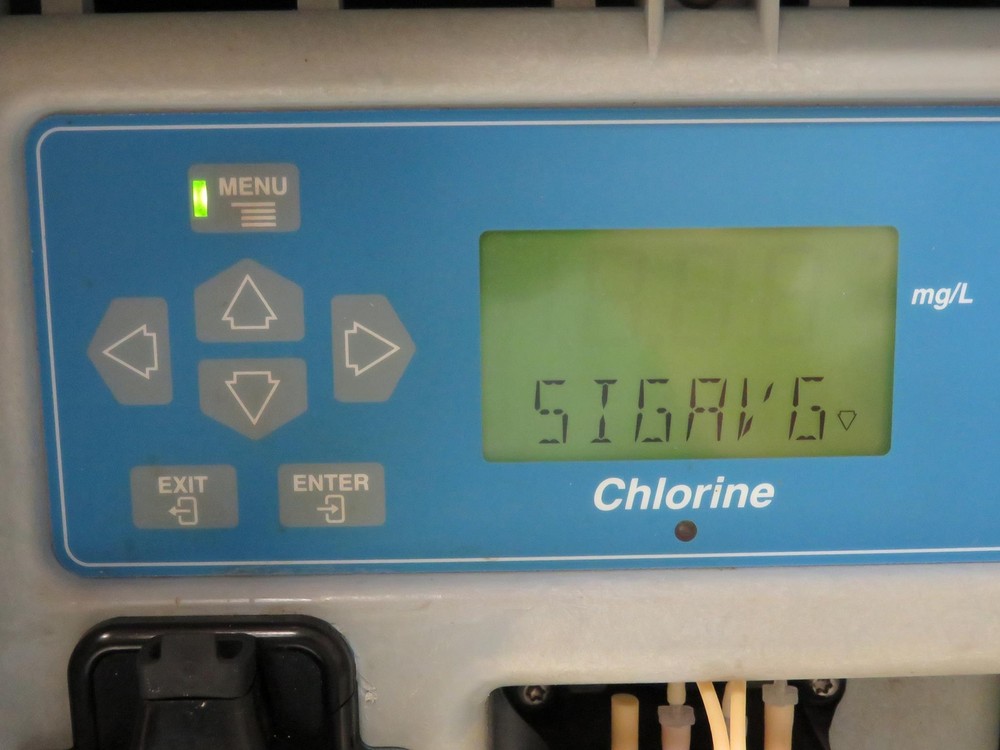 MENU
mg/L
SIGAVG
EXIT
ENTER
Chlorine